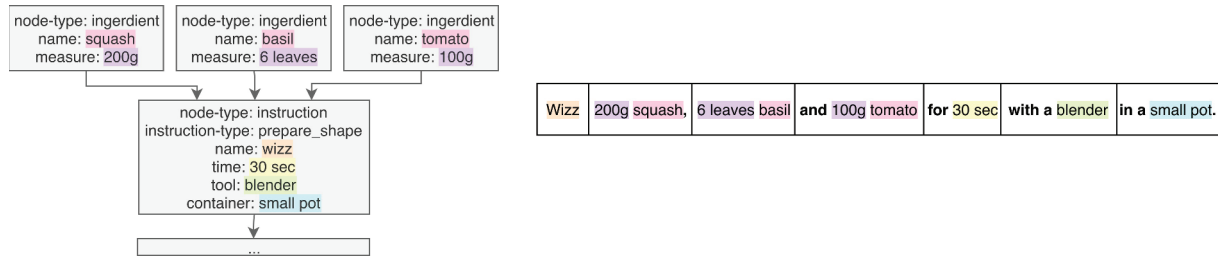 node-type: ingerdient
name: squash
measure: 200g
node-type: ingerdient
name: basil
measure: 6 leaves
node-type: ingerdient
name: tomato
measure: 100g
node-type: instruction
instruction-type: prepare_shape
name: wizz
time: 30 sec
tool: blender
container: small pot
...
Wizz 200g squash, 6 leaves basil and 100g tomato for 30 sec with a blender in a small pot.